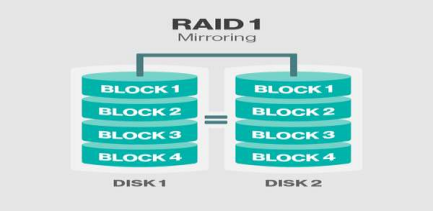 RAID 1
Mirroring
BLOCK 1
BLOCK 2
BLOCK 3
BLOCK 4
DISK 1
=
BLOCK 1
BLOCK 2
BLOCK 3
BLOCK 4
DISK 2